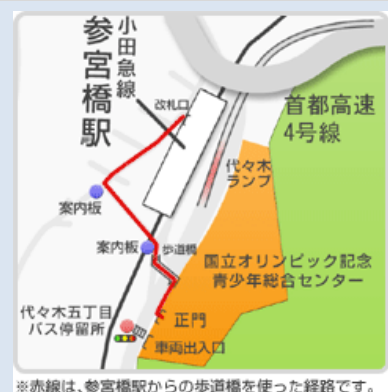 小田急線
参宮橋駅
改札口
首都高速
4号線
代々木
ランプ
案内板
案内板
歩道橋
国立オリンピック記念
青少年総合センター
代々木五丁目
バス停留所
正門
車両出入口
※赤線は、参宮橋駅からの歩道橋を使った経路です。